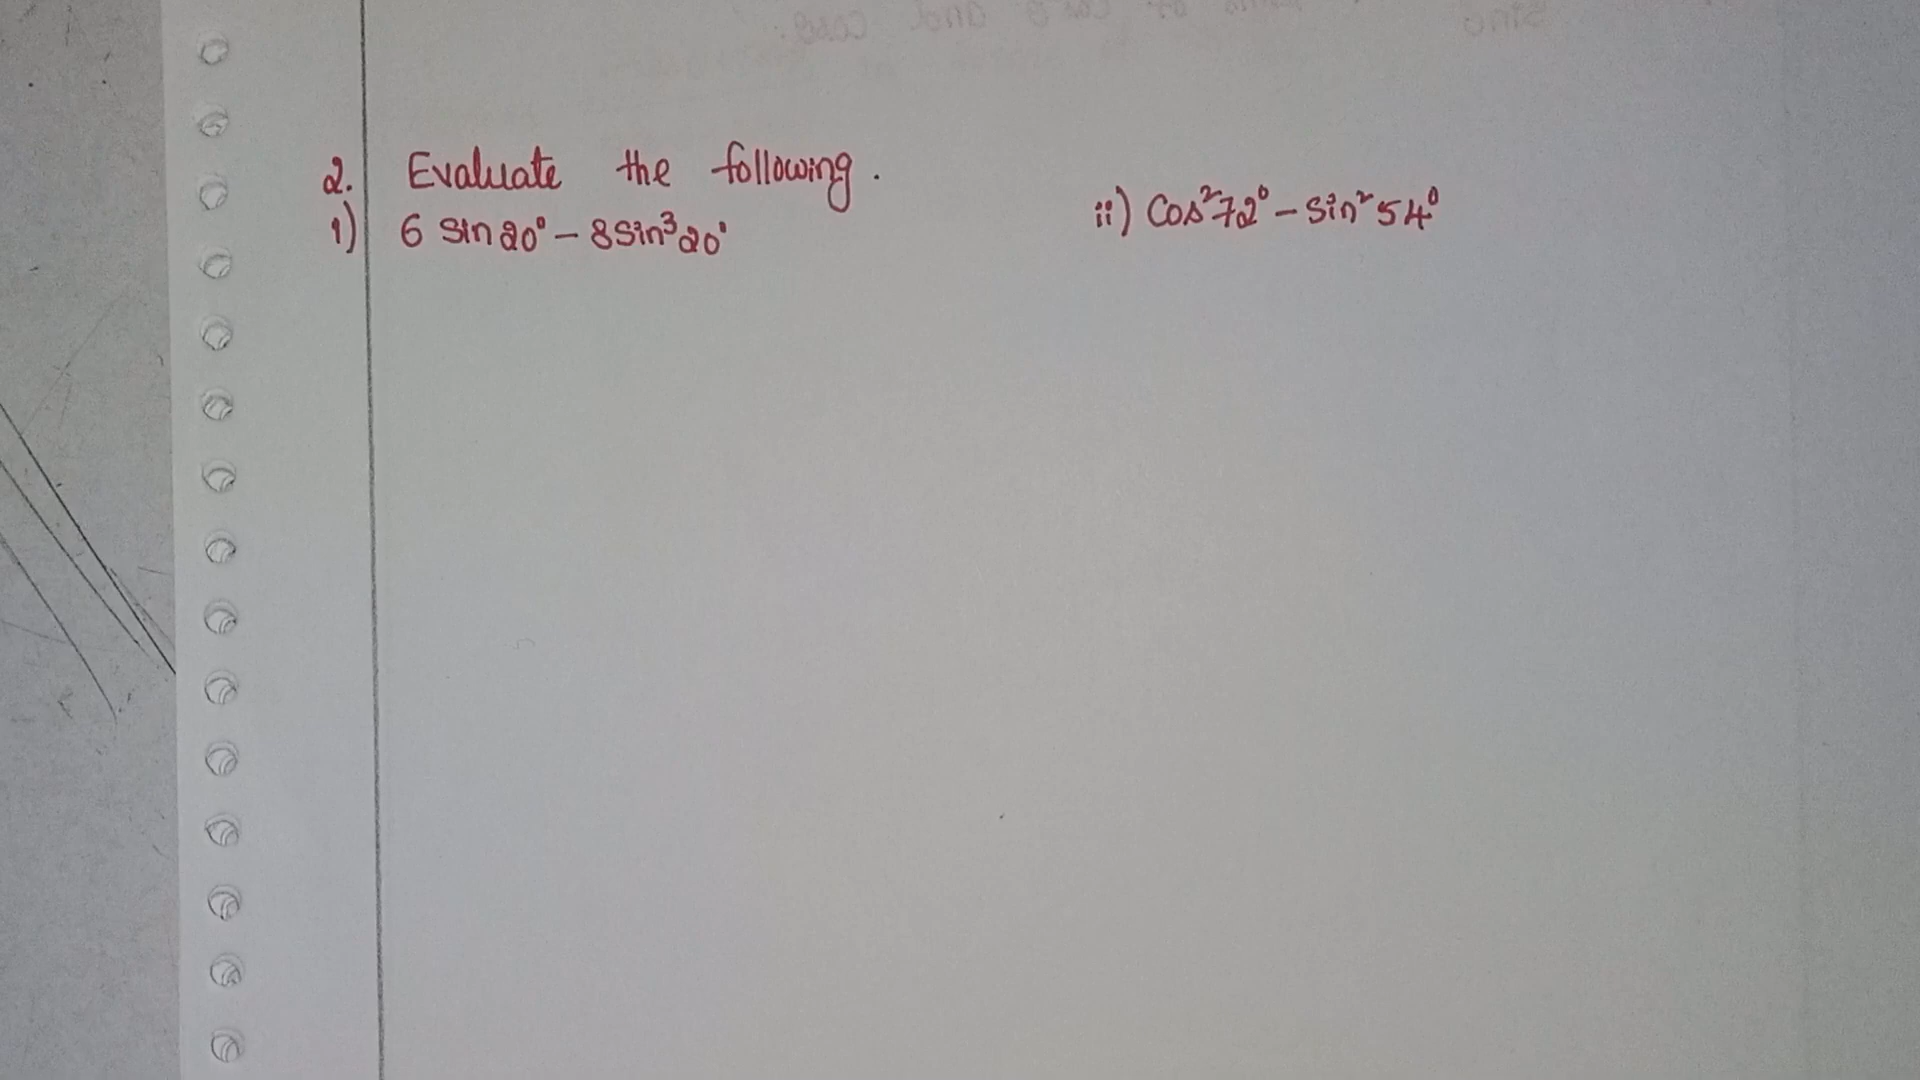 2. Evaluate the following.
i) 6 Sin 20° - 8 Sin³ 20°
ii) Cos² 72° - Sin² 54°